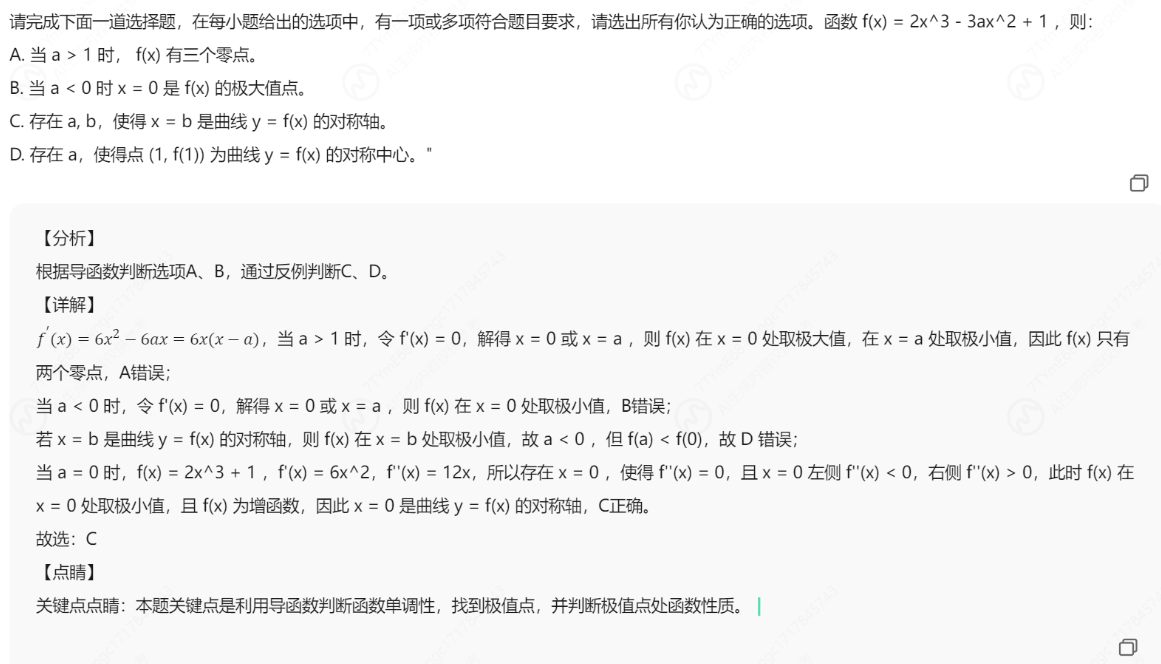 请完成下面一道选择题，在每小题给出的选项中，有一项或多项符合题目要求，请选出所有你认为正确的选项。函数 f(x) = 2x^3 - 3ax^2 + 1 ，则：
A. 当 a > 1 时， f(x) 有三个零点。
B. 当 a < 0 时 x = 0 是 f(x) 的极大值点。
C. 存在 a, b，使得 x = b 是曲线 y = f(x) 的对称轴。
D. 存在 a，使得点 (1, f(1)) 为曲线 y = f(x) 的对称中心。"
【分析】
根据导函数判断选项A、B，通过反例判断C、D。
【详解】
f′(x) = 6x² − 6ax = 6x(x − a)，当 a > 1 时，令 f'(x) = 0，解得 x = 0 或 x = a ，则 f(x) 在 x = 0 处取极大值，在 x = a 处取极小值，因此 f(x) 只有
两个零点，A错误；
当 a < 0 时，令 f'(x) = 0，解得 x = 0 或 x = a ，则 f(x) 在 x = 0 处取极小值，B错误；
若 x = b 是曲线 y = f(x) 的对称轴，则 f(x) 在 x = b 处取极小值，故 a < 0 ，但 f(a) < f(0)，故 D 错误；
当 a = 0 时，f(x) = 2x^3 + 1 ，f'(x) = 6x^2，f''(x) = 12x，所以存在 x = 0 ，使得 f''(x) = 0，且 x = 0 左侧 f''(x) < 0，右侧 f''(x) > 0，此时 f(x) 在
x = 0 处取极小值，且 f(x) 为增函数，因此 x = 0 是曲线 y = f(x) 的对称轴，C正确。
故选：C
【点睛】
关键点点睛：本题关键点是利用导函数判断函数单调性，找到极值点，并判断极值点处函数性质。